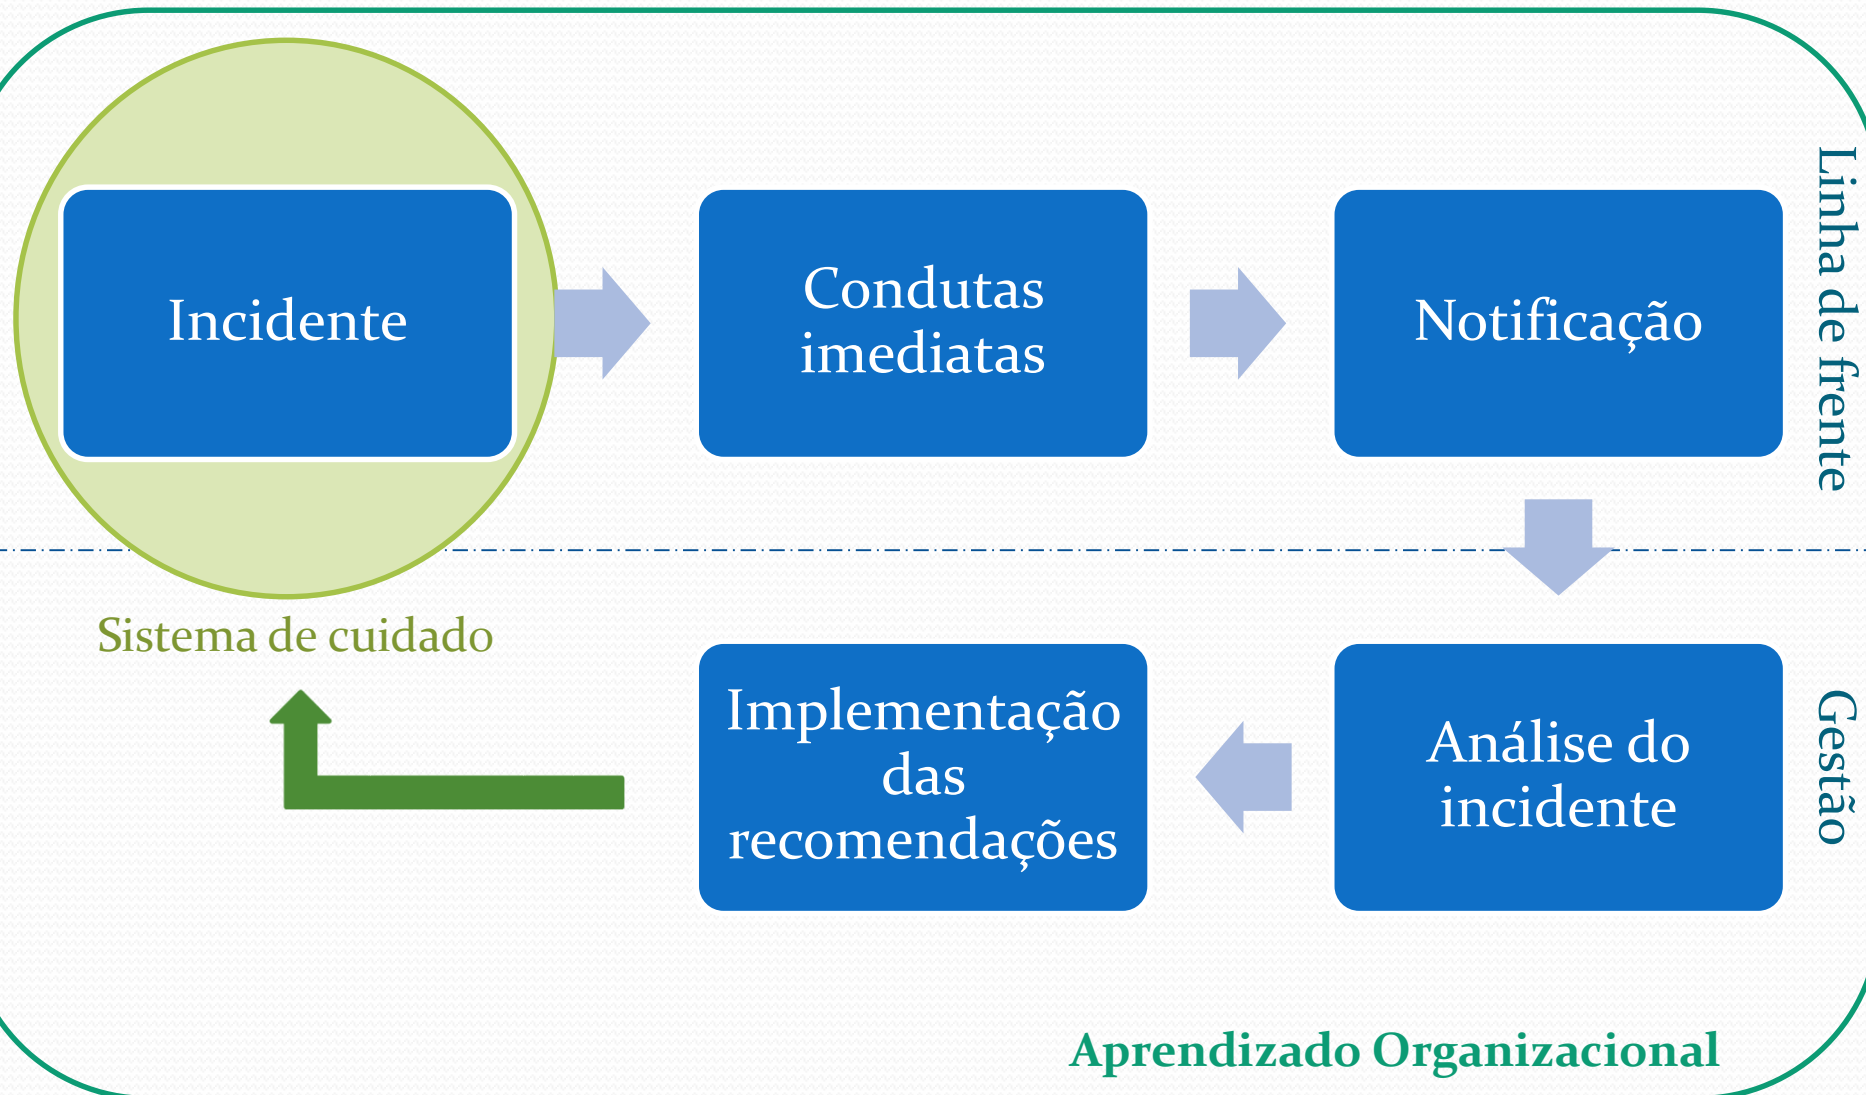 Incidente
Condutas
imediatas
Notificação
Linha de frente
Sistema de cuidado
Implementação
das
recomendações
Análise do
incidente
Gestão
Aprendizado Organizacional